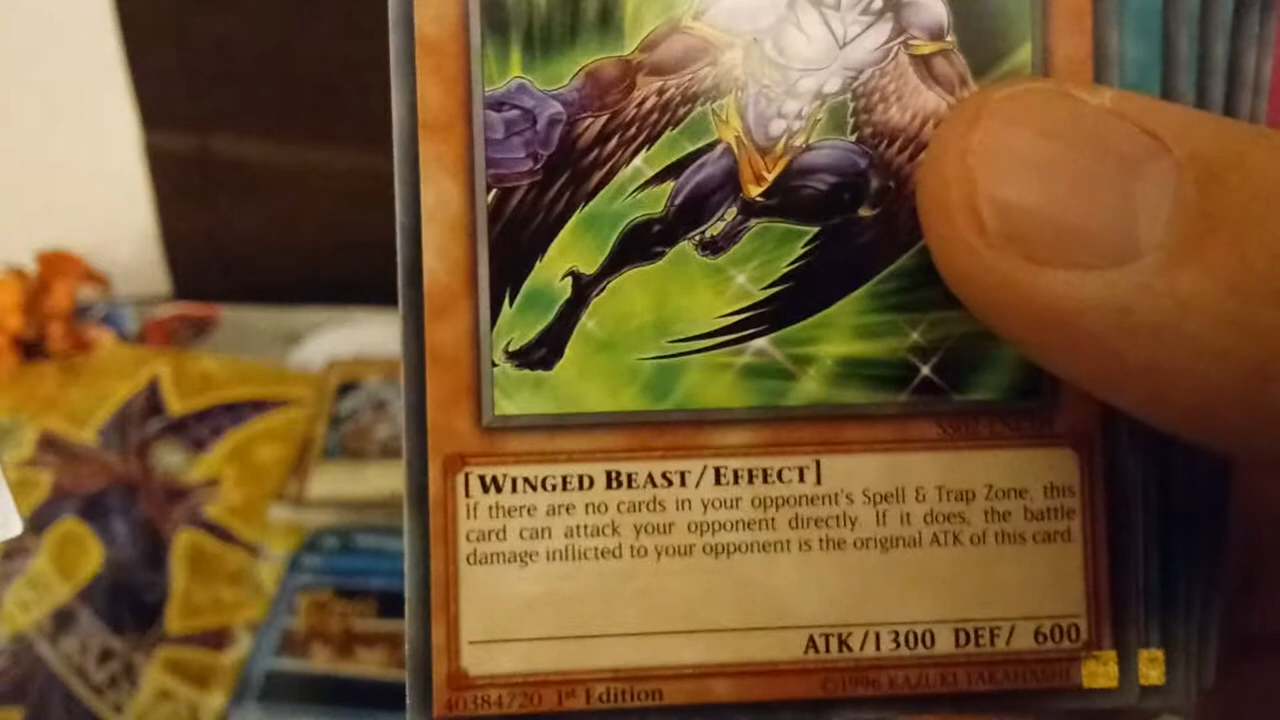 [WINGED BEAST/EFFECT]
If there are no cards in your opponent's Spell & Trap Zone, this
card can attack your opponent directly. If it does, the battle
damage inflicted to your opponent is the original ATK of this card.
ATK/1300 DEF/ 600
40384720 1st Edition
©1996 KAZUKI TAKAHASHI